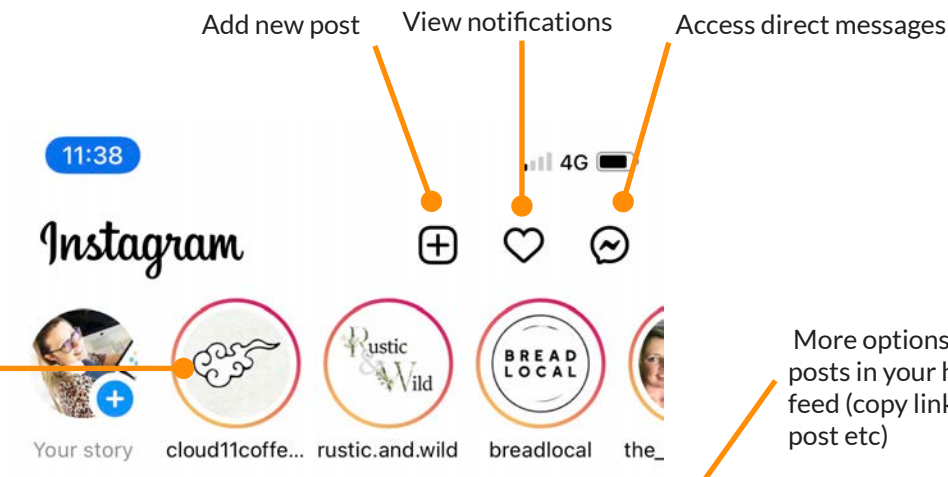 Add new post
View notifications
Access direct messages
11:38
4G
Instagram
Rustic
& Wild
BREAD
LOCAL
Your story
cloud11coffe...
rustic.and.wild
breadlocal
the_
More options
posts in your h
feed (copy link
post etc)